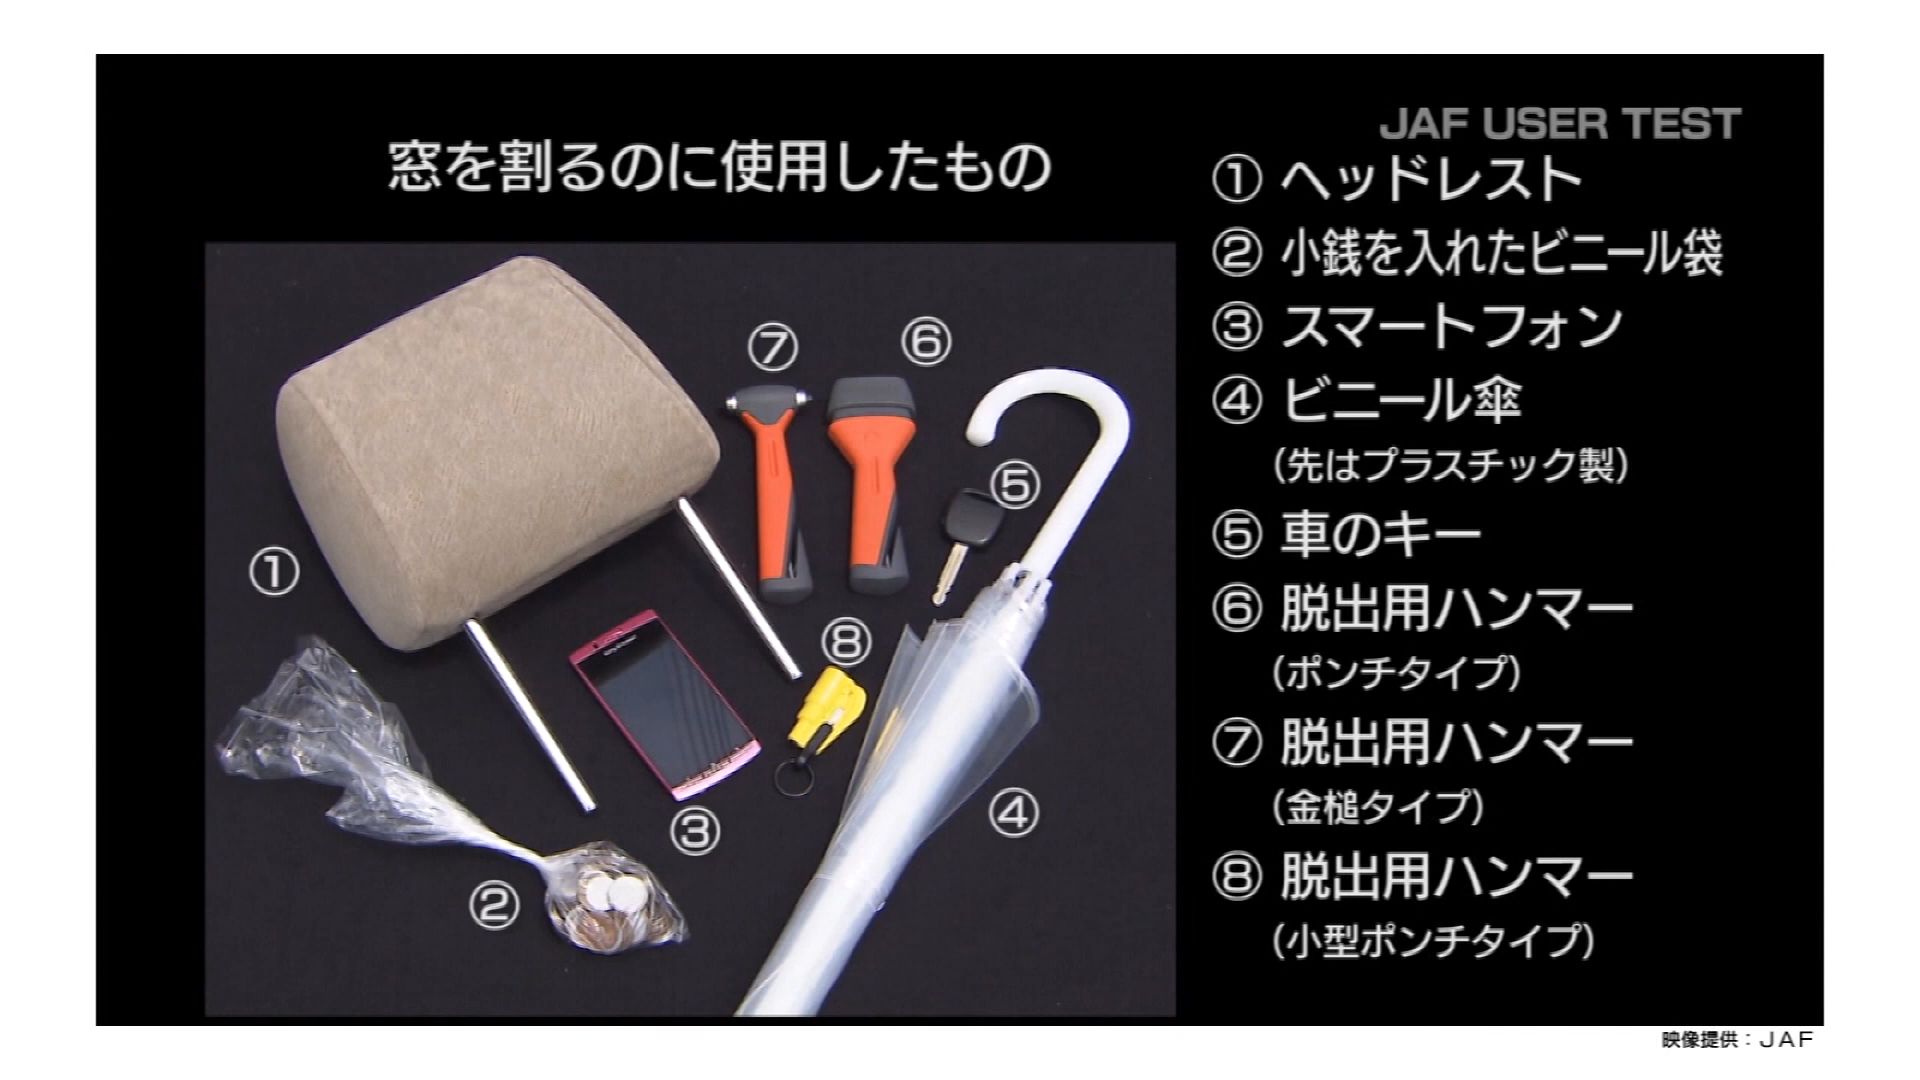 JAF USER TEST
窓を割るのに使用したもの
① ヘッドレスト
② 小銭を入れたビニール袋
③ スマートフォン
④ ビニール傘
(先はプラスチック製)
⑤ 車のキー
⑥ 脱出用ハンマー
(ポンチタイプ)
⑦ 脱出用ハンマー
(金槌タイプ)
⑧ 脱出用ハンマー
(小型ポンチタイプ)
⑦
⑥
⑤
①
⑧
③
④
②
映像提供：ＪＡＦ